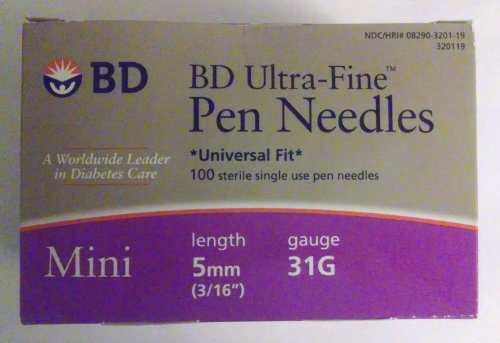 NDC/HRI# 08290-3201-19
320119
BD
BD Ultra-Fine™
Pen Needles
*Universal Fit*
100 sterile single use pen needles
A Worldwide Leader
in Diabetes Care
Mini
length
5mm
(3/16")
gauge
31G